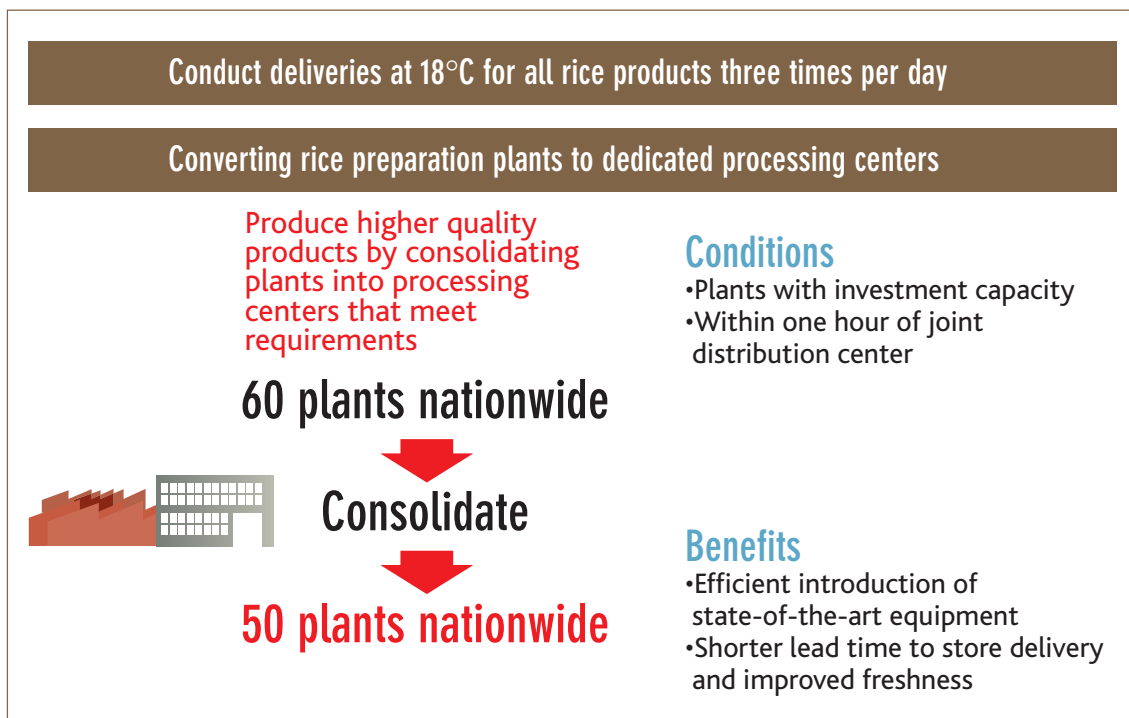 Conduct deliveries at 18°C for all rice products three times per day
Converting rice preparation plants to dedicated processing centers
Produce higher quality
products by consolidating
plants into processing
centers that meet
requirements
60 plants nationwide
Consolidate
50 plants nationwide
Conditions
•Plants with investment capacity
•Within one hour of joint
distribution center
Benefits
•Efficient introduction of
state-of-the-art equipment
•Shorter lead time to store delivery
and improved freshness